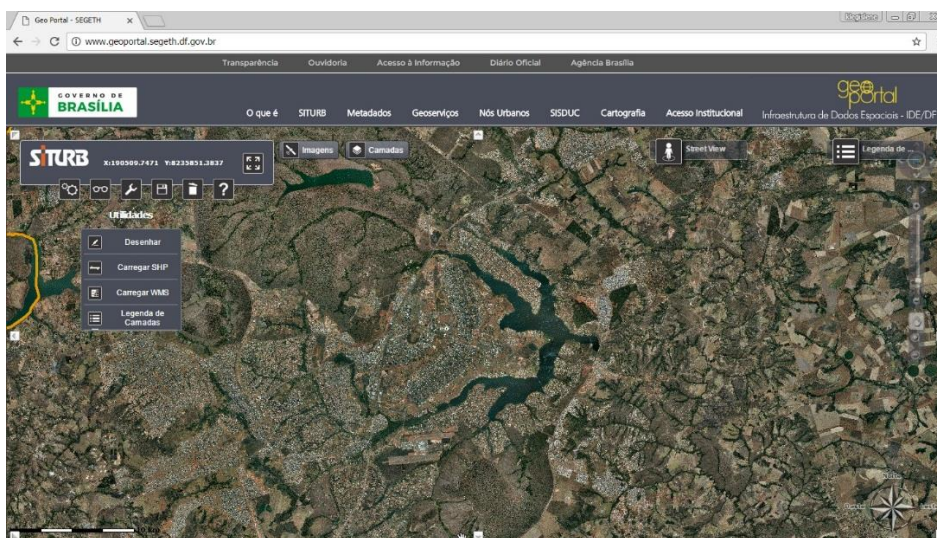 Geo Portal - SEGETH
www.geoportal.segeth.df.gov.br
Transparência Ouvidoria Acesso à Informação Diário Oficial Agência Brasília
GOVERNO DE
BRASÍLIA
geo
portal
O que é SITURB Metadados Geoserviços Nós Urbanos SISDUC Cartografia Acesso Institucional
Infraestrutura de Dados Espaciais - IDE/DF
SITURB X:190509.7471 Y:8235851.3837
Imagens Camadas Street View Legenda de ...
Utilidades
Desenhar
Carregar SHP
Carregar WMS
Legenda de
Camadas